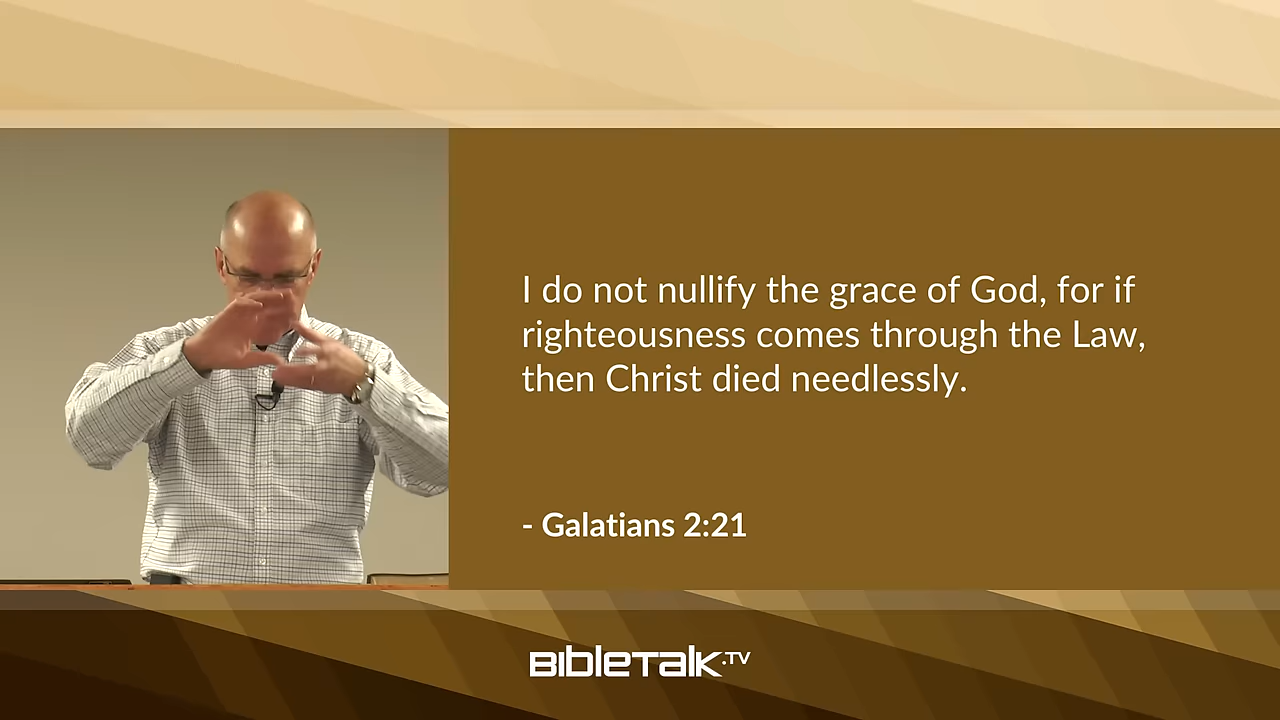 I do not nullify the grace of God, for if
righteousness comes through the Law,
then Christ died needlessly.
- Galatians 2:21
BIBLETALK.TV